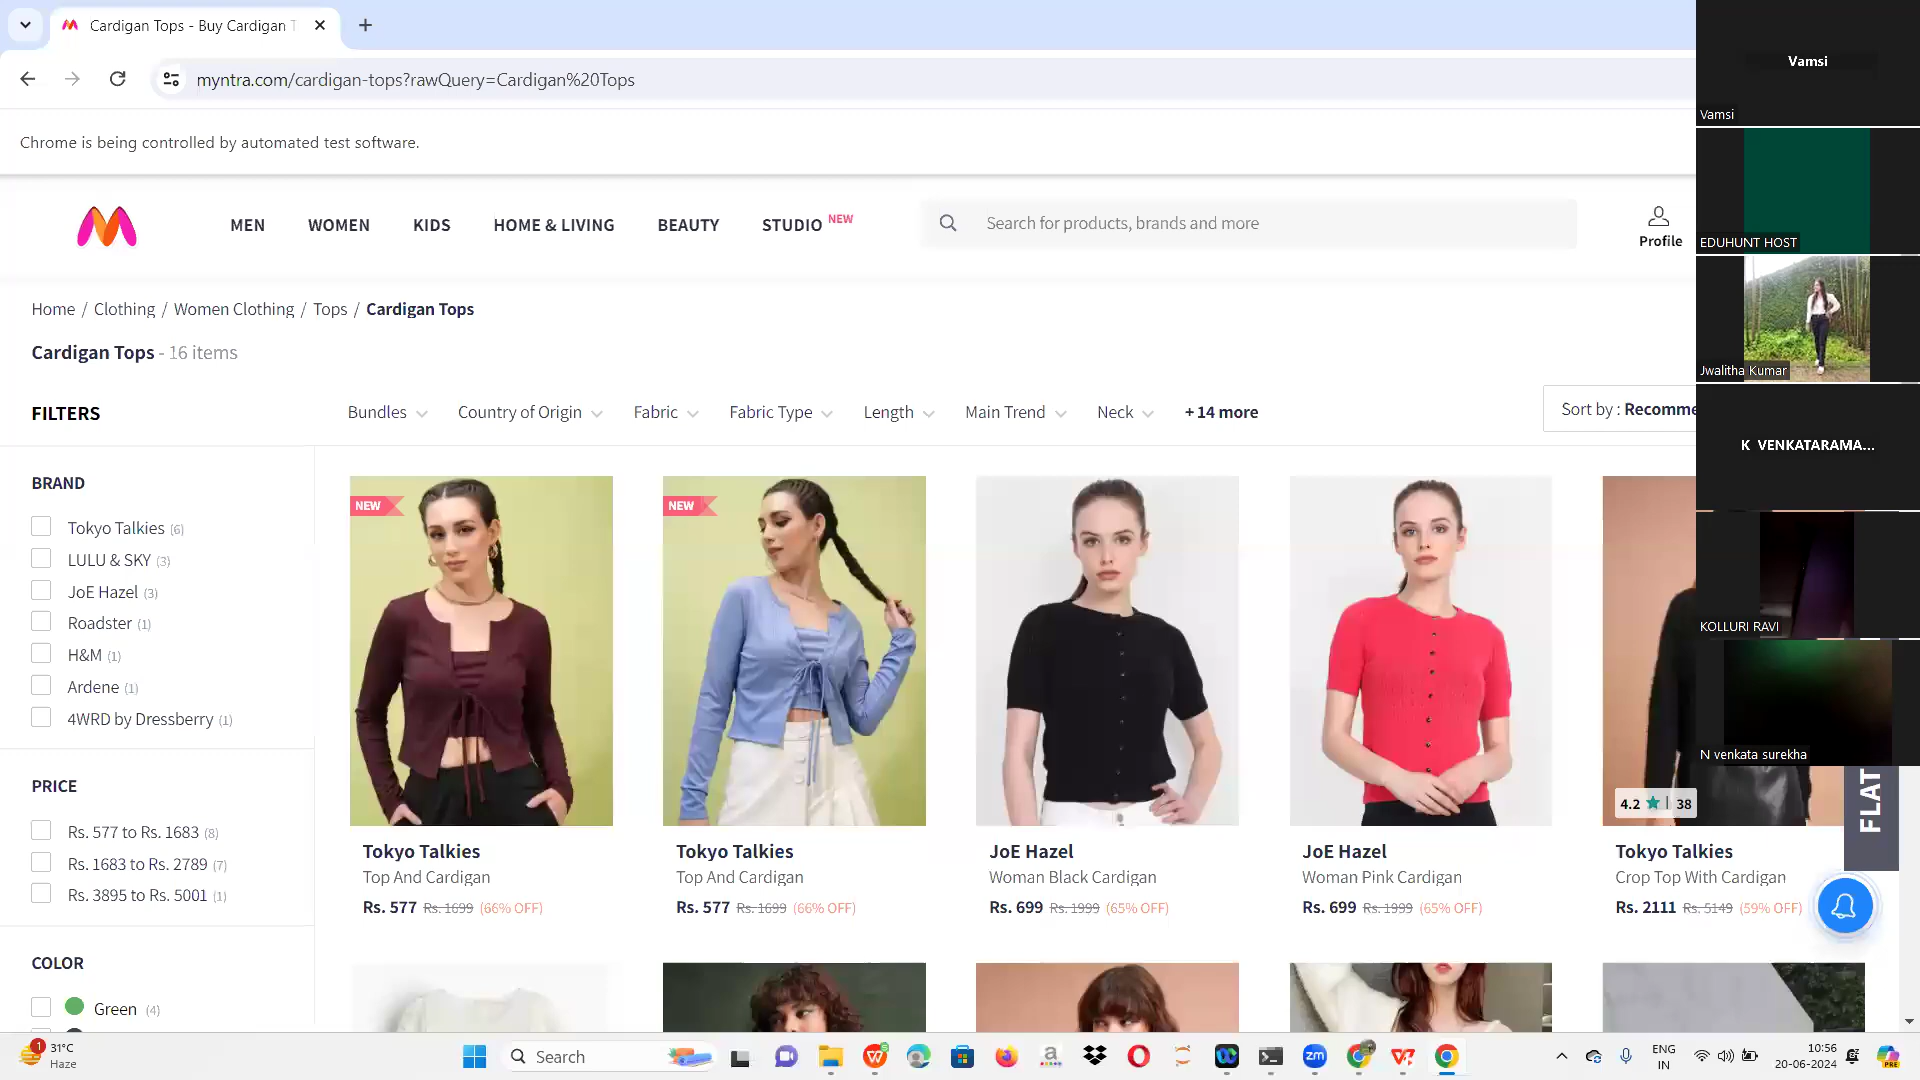 Cardigan Tops - Buy Cardigan T
myntra.com/cardigan-tops?rawQuery=Cardigan%20Tops
Chrome is being controlled by automated test software.
MEN WOMEN KIDS HOME & LIVING BEAUTY STUDIO NEW
Search for products, brands and more
Profile
Home / Clothing / Women Clothing / Tops / Cardigan Tops
Cardigan Tops - 16 items
FILTERS
Bundles Country of Origin Fabric Fabric Type Length Main Trend Neck + 14 more
Sort by : Recomme
BRAND
Tokyo Talkies (6)
LULU & SKY (3)
JoE Hazel (3)
Roadster (1)
H&M (1)
Ardene (1)
4WRD by Dressberry (1)
PRICE
Rs. 577 to Rs. 1683 (8)
Rs. 1683 to Rs. 2789 (7)
Rs. 3895 to Rs. 5001 (1)
COLOR
Green (4)
NEW
Tokyo Talkies
Top And Cardigan
Rs. 577 Rs. 1699 (66% OFF)
NEW
Tokyo Talkies
Top And Cardigan
Rs. 577 Rs. 1699 (66% OFF)
JoE Hazel
Woman Black Cardigan
Rs. 699 Rs. 1999 (65% OFF)
JoE Hazel
Woman Pink Cardigan
Rs. 699 Rs. 1999 (65% OFF)
4.2 | 38
Tokyo Talkies
Crop Top With Cardigan
Rs. 2111 Rs. 5149 (59% OFF)
FLAT
Vamsi
Vamsi
EDUHUNT HOST
Jwalitha Kumar
K VENKATARAMA...
KOLLURI RAVI
N venkata surekha
1
31°C
Haze
Search
zm
ENG
IN
10:56
20-06-2024
PRE